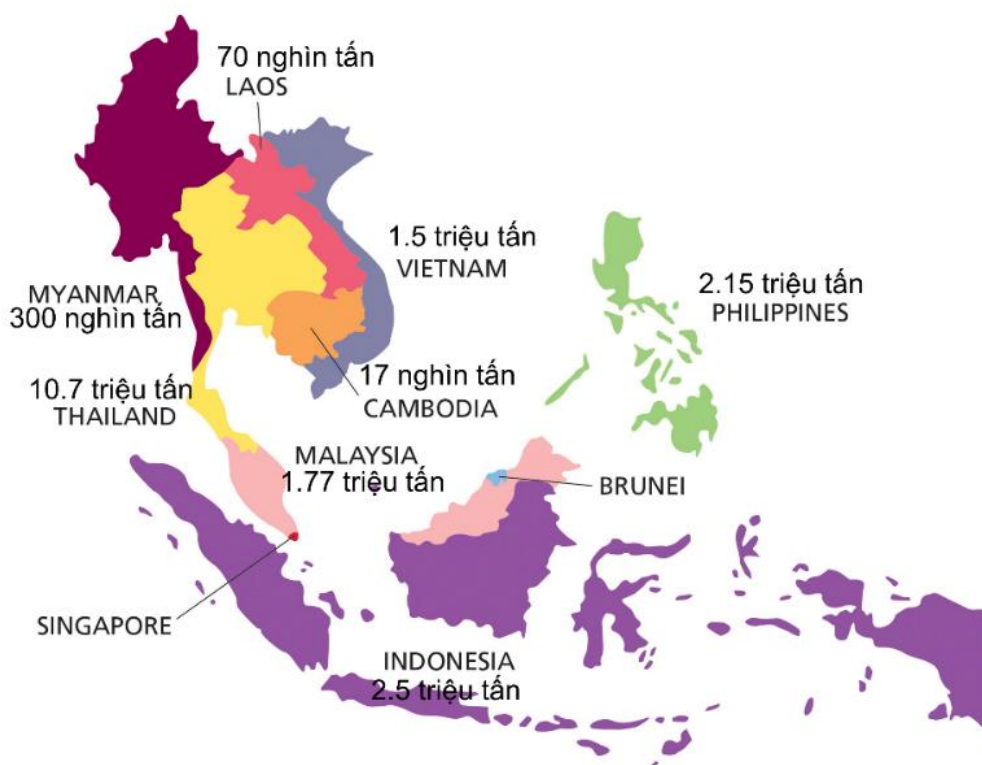 70 nghìn tấn
LAOS
1.5 triệu tấn
VIETNAM
2.15 triệu tấn
PHILIPPINES
MYANMAR
300 nghìn tấn
17 nghìn tấn
CAMBODIA
10.7 triệu tấn
THAILAND
MALAYSIA
1.77 triệu tấn
BRUNEI
SINGAPORE
INDONESIA
2.5 triệu tấn